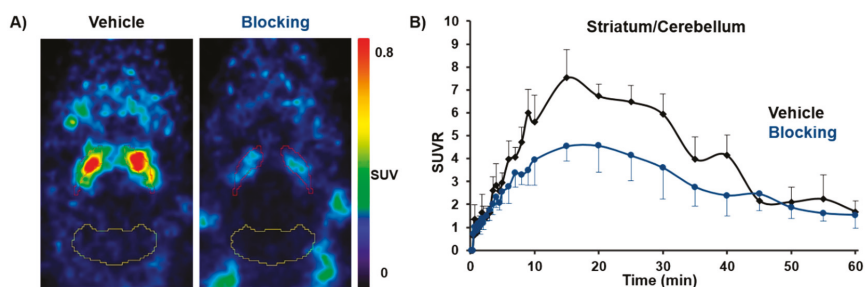 A)
Vehicle
Blocking
0.8
SUV
0
B)
Striatum/Cerebellum
SUVR
10
9
8
7
6
5
4
3
2
1
0
Vehicle
Blocking
0 10 20 30 40 50 60
Time (min)